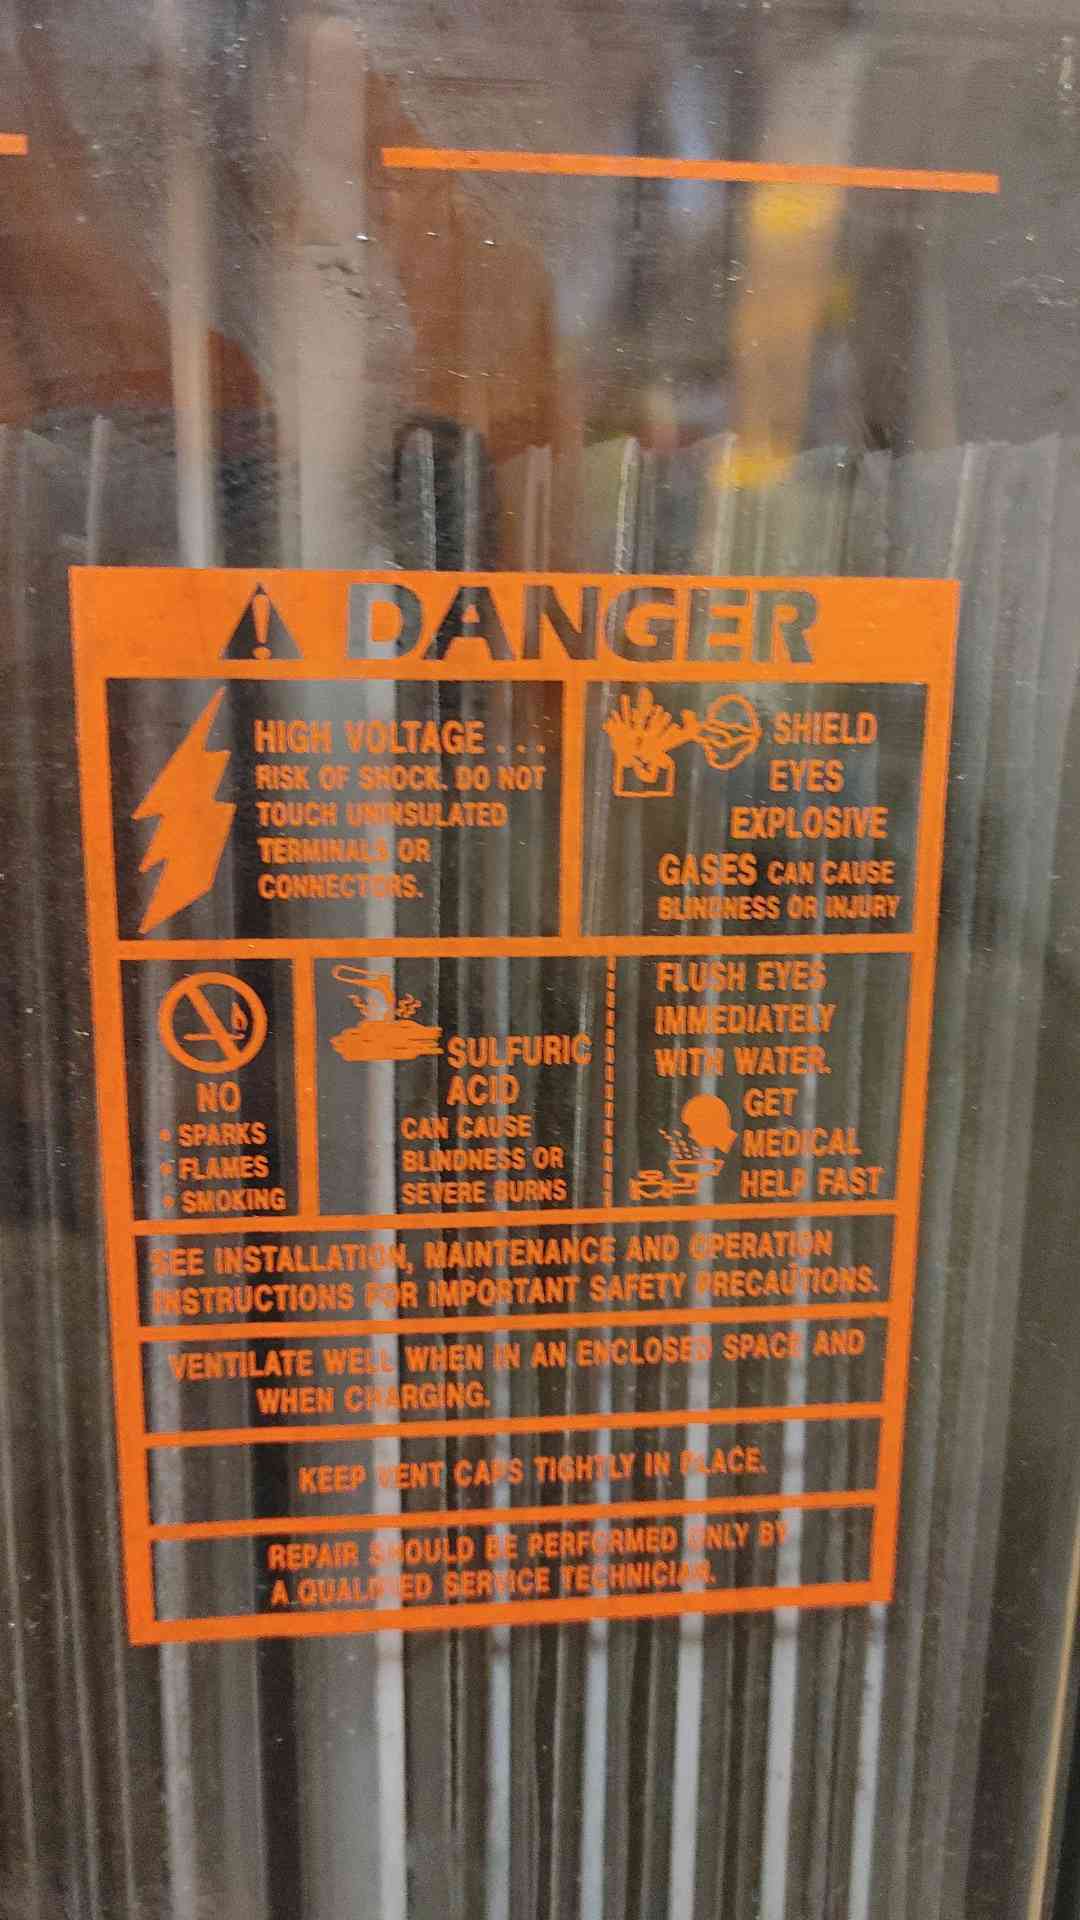 DANGER
HIGH VOLTAGE . . .
RISK OF SHOCK. DO NOT
TOUCH UNINSULATED
TERMINALS OR
CONNECTORS.
SHIELD
EYES
EXPLOSIVE
GASES CAN CAUSE
BLINDNESS OR INJURY
NO
• SPARKS
• FLAMES
• SMOKING
SULFURIC
ACID
CAN CAUSE
BLINDNESS OR
SEVERE BURNS
FLUSH EYES
IMMEDIATELY
WITH WATER.
GET
MEDICAL
HELP FAST
SEE INSTALLATION, MAINTENANCE AND OPERATION
INSTRUCTIONS FOR IMPORTANT SAFETY PRECAUTIONS.
VENTILATE WELL WHEN IN AN ENCLOSED SPACE AND
WHEN CHARGING.
KEEP VENT CAPS TIGHTLY IN PLACE.
REPAIR SHOULD BE PERFORMED ONLY BY
A QUALIFIED SERVICE TECHNICIAN.